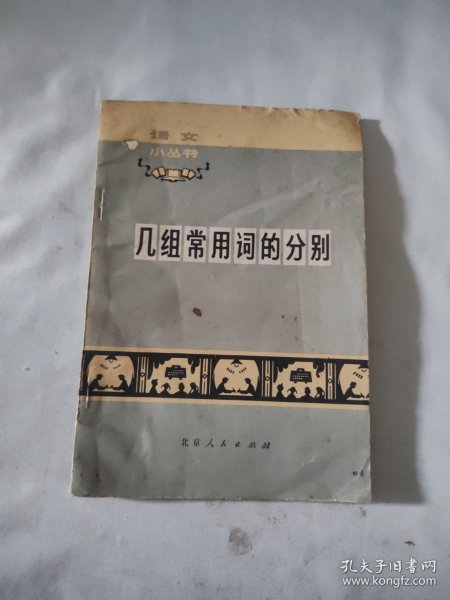 语文
小丛书
几组常用词的分别
北京人民出版社
孔夫子旧书网
www.kongfz.com